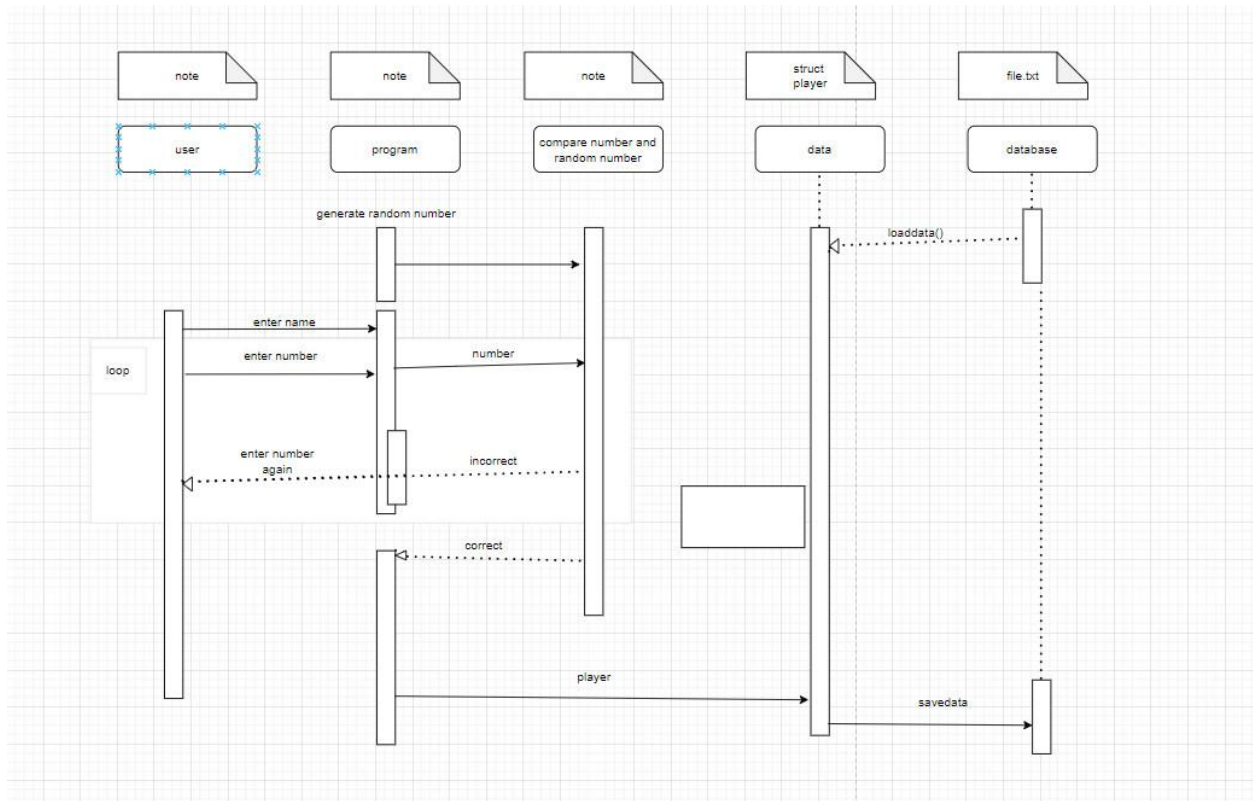 note
note
note
struct
player
file.txt
user
program
compare number and
random number
data
database
generate random number
loaddata()
enter name
enter number
number
loop
enter number
again
incorrect
correct
player
savedata